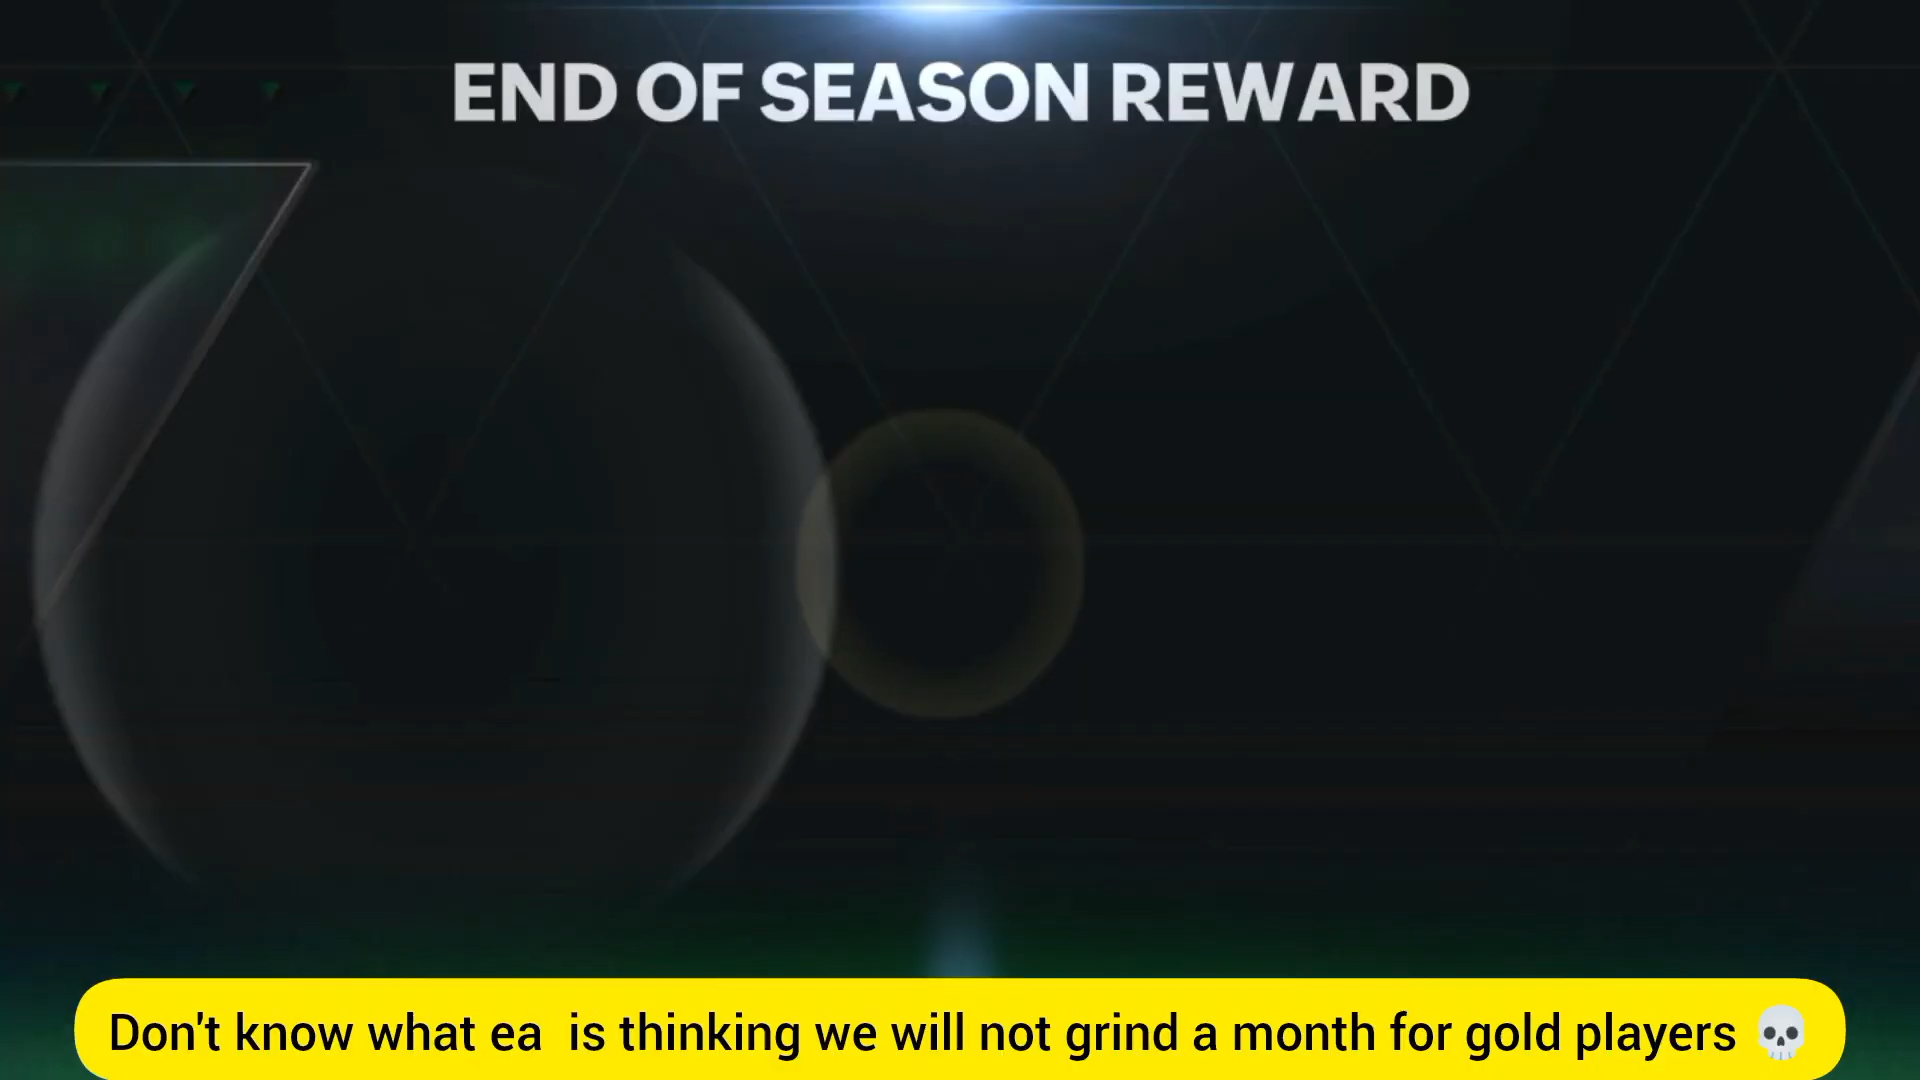 END OF SEASON REWARD
Don't know what ea  is thinking we will not grind a month for gold players 💀